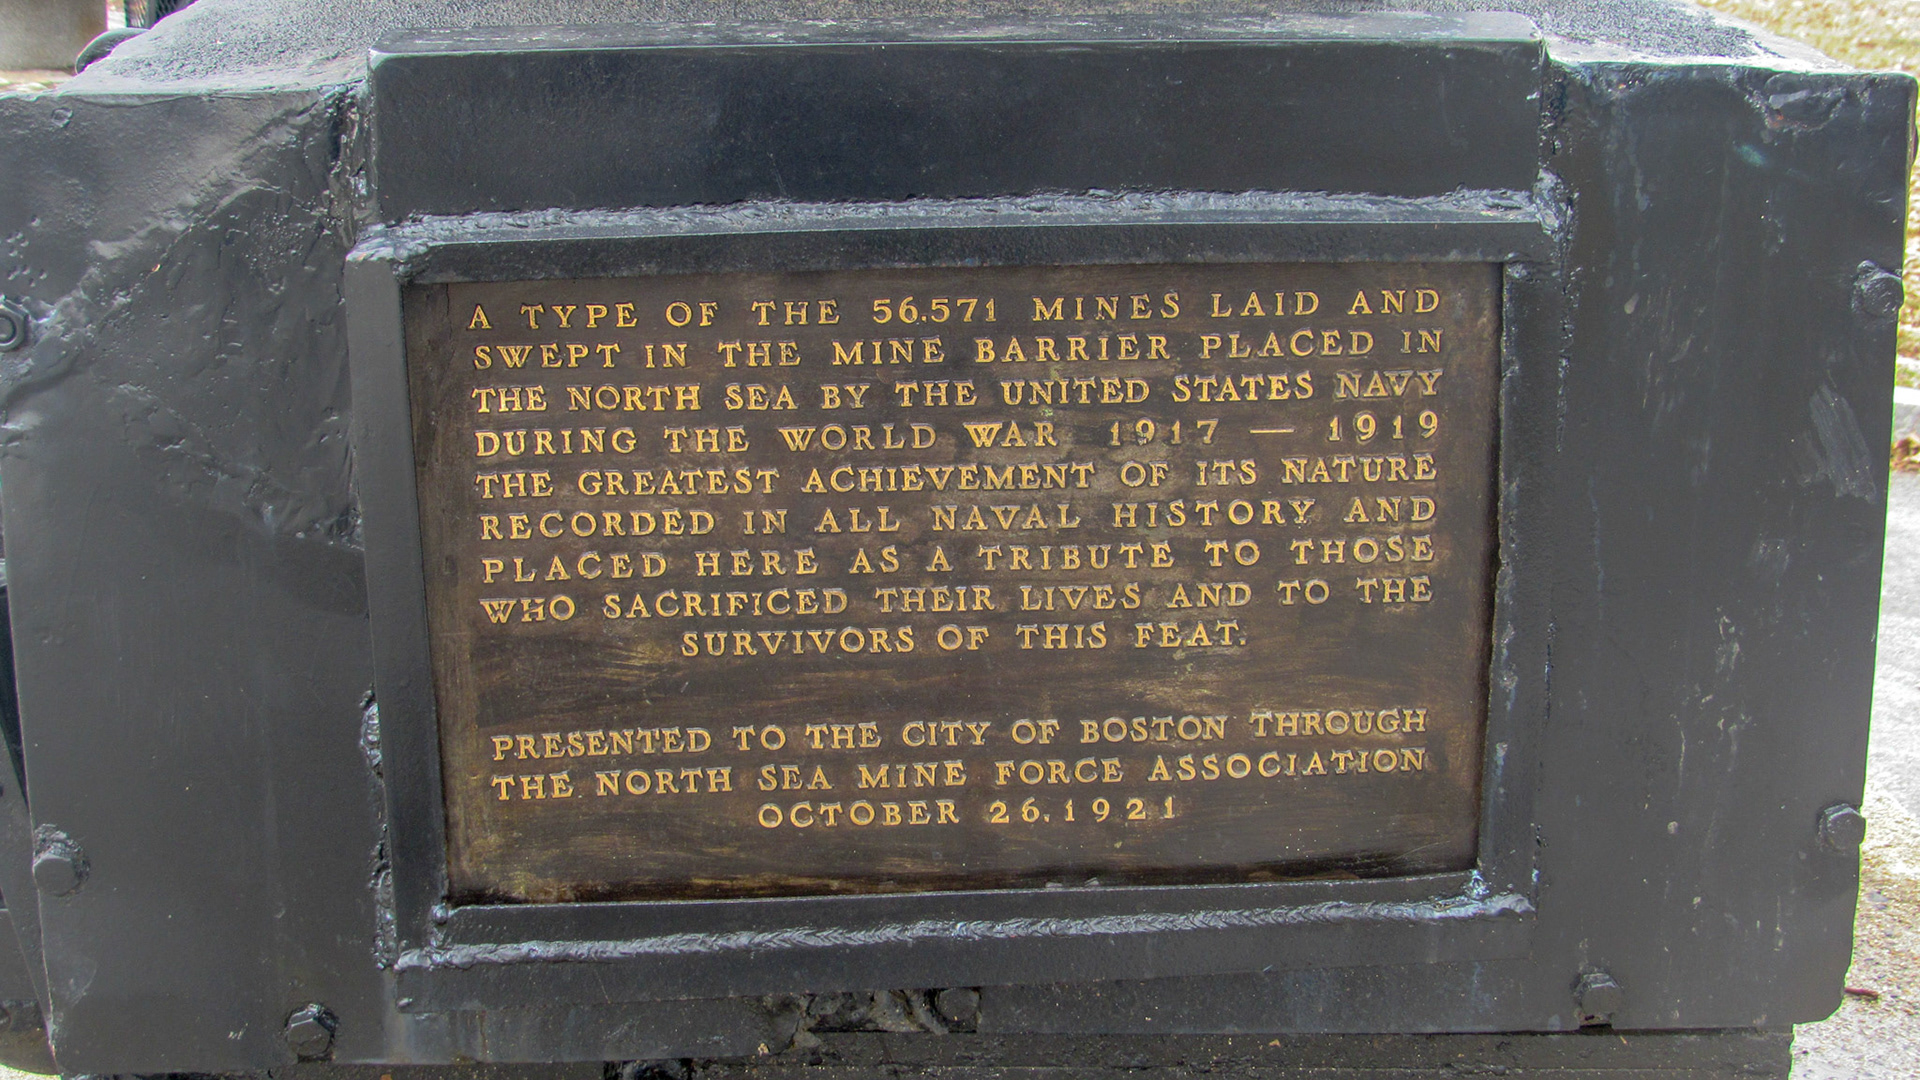 A TYPE OF THE 56.571 MINES LAID AND
SWEPT IN THE MINE BARRIER PLACED IN
THE NORTH SEA BY THE UNITED STATES NAVY
DURING THE WORLD WAR 1917 — 1919
THE GREATEST ACHIEVEMENT OF ITS NATURE
RECORDED IN ALL NAVAL HISTORY AND
PLACED HERE AS A TRIBUTE TO THOSE
WHO SACRIFICED THEIR LIVES AND TO THE
SURVIVORS OF THIS FEAT.
PRESENTED TO THE CITY OF BOSTON THROUGH
THE NORTH SEA MINE FORCE ASSOCIATION
OCTOBER 26.1921